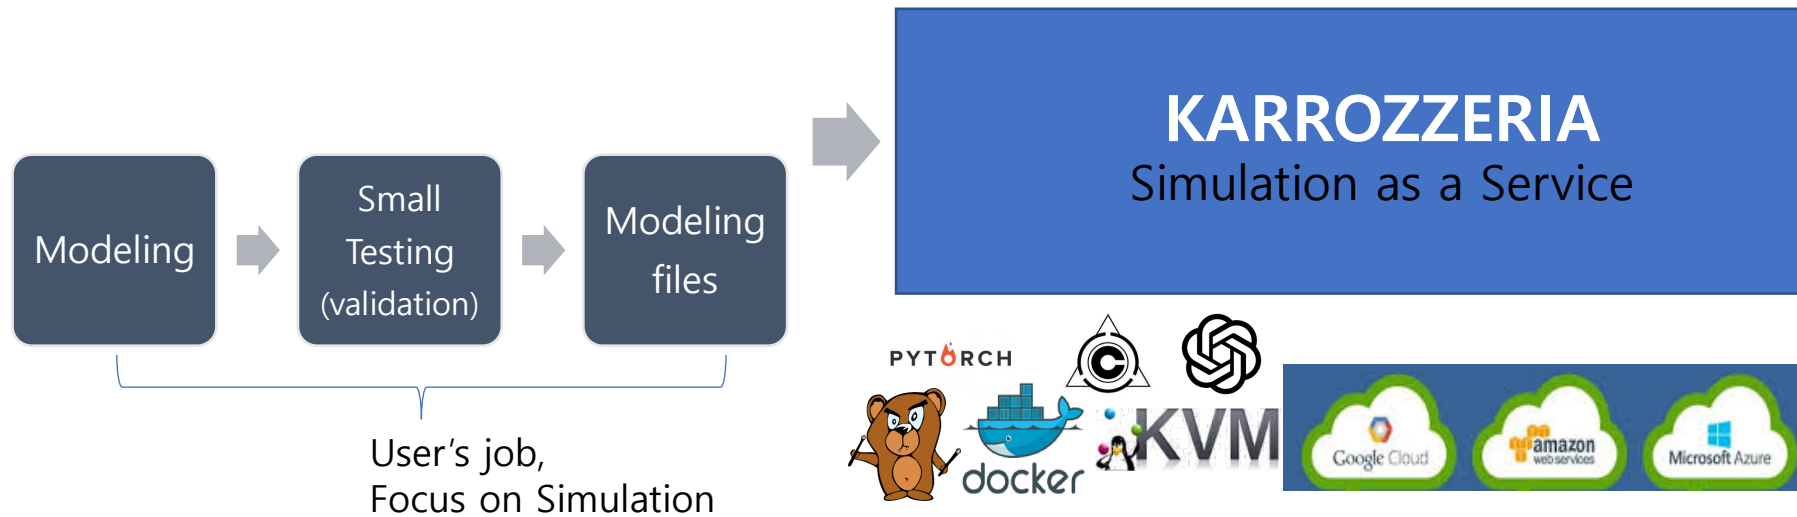 KARROZZERIA
Simulation as a Service
Modeling
Small
Testing
(validation)
Modeling
files
User’s job,
Focus on Simulation
PYTORCH
docker
KVM
Google Cloud
amazon
web services
Microsoft Azure